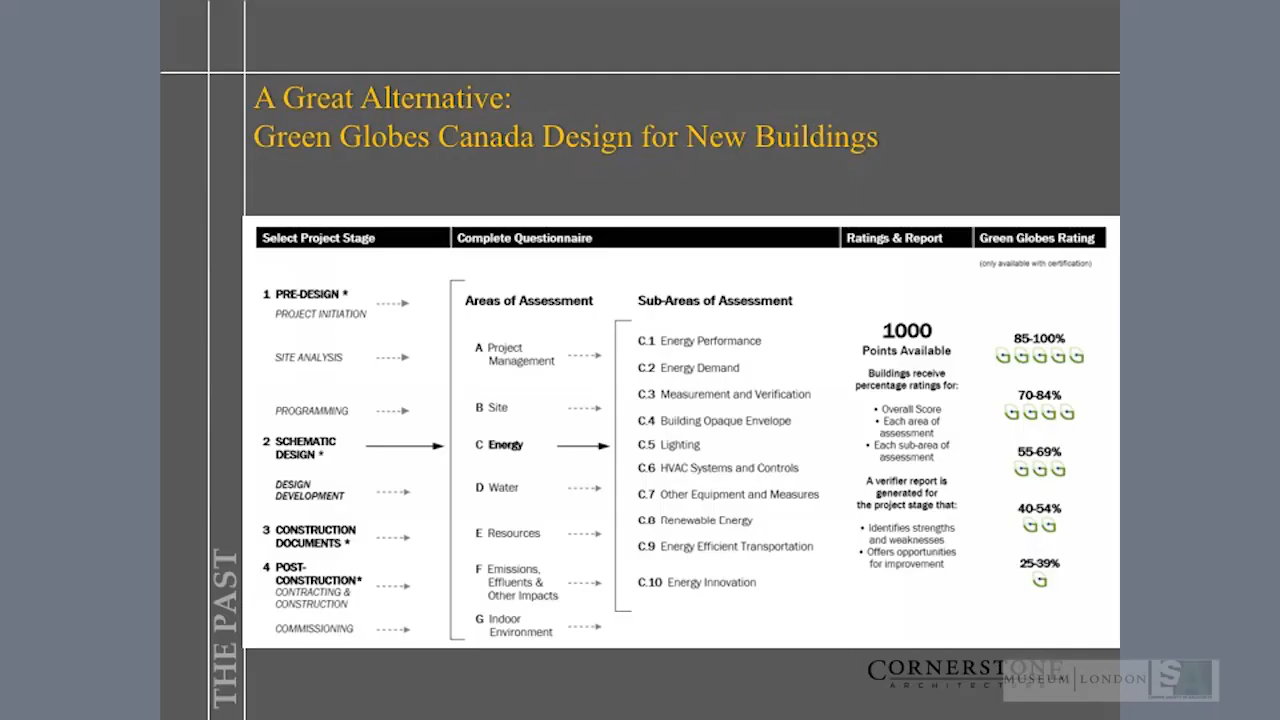 A Great Alternative:
Green Globes Canada Design for New Buildings
Select Project Stage
Complete Questionnaire
Ratings & Report
Green Globes Rating
(only available with certification)
1 PRE-DESIGN *
PROJECT INITIATION
SITE ANALYSIS
PROGRAMMING
2 SCHEMATIC
DESIGN *
DESIGN
DEVELOPMENT
3 CONSTRUCTION
DOCUMENTS *
4 POST-
CONSTRUCTION*
CONTRACTING &
CONSTRUCTION
COMMISSIONING
Areas of Assessment
A Project
Management
B Site
C Energy
D Water
E Resources
F Emissions,
Effluents &
Other Impacts
G Indoor
Environment
Sub-Areas of Assessment
C.1 Energy Performance
C.2 Energy Demand
C.3 Measurement and Verification
C.4 Building Opaque Envelope
C.5 Lighting
C.6 HVAC Systems and Controls
C.7 Other Equipment and Measures
C.8 Renewable Energy
C.9 Energy Efficient Transportation
C.10 Energy Innovation
1000
Points Available
Buildings receive
percentage ratings for:
• Overall Score
• Each area of
assessment
• Each sub-area of
assessment
A verifier report is
generated for
the project stage that:
• Identifies strengths
and weaknesses
• Offers opportunities
for improvement
85-100%
70-84%
55-69%
40-54%
25-39%
THE PAST
CORNERSTONE
ARCHITECTURE
MUSEUM LONDON